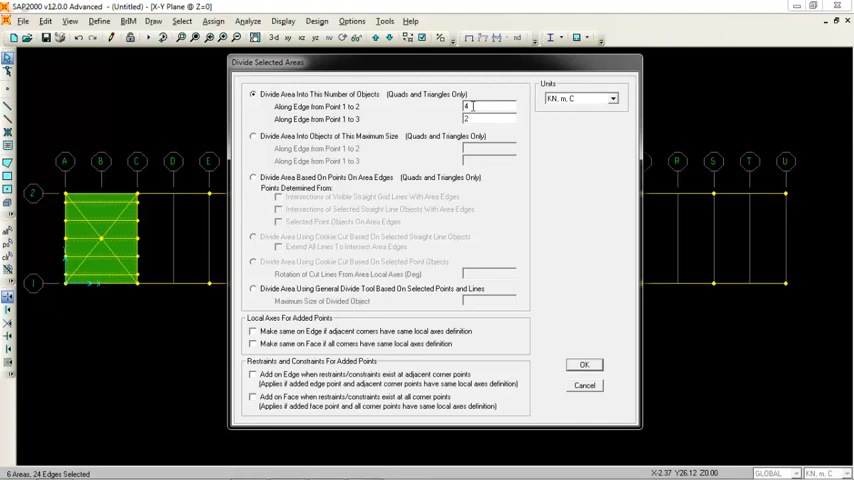 SAP2000 v12.0.0 Advanced - (Untitled) - [X-Y Plane @ Z=0]
File Edit View Define BrIM Draw Select Assign Analyze Display Design Options Tools Help
3-d xy xz yz nv
nd
Divide Selected Areas
Divide Area Into This Number of Objects (Quads and Triangles Only)
Along Edge from Point 1 to 2 4
Along Edge from Point 1 to 3 2
Divide Area Into Objects of This Maximum Size (Quads and Triangles Only)
Along Edge from Point 1 to 2
Along Edge from Point 1 to 3
Divide Area Based on Points On Area Edges (Quads and Triangles Only)
Points Determined From:
Intersections of Visible Straight Grid Lines With Area Edges
Intersections of Selected Straight Line Objects With Area Edges
Selected Point Objects On Area Edges
Divide Area Using Cookie Cut Based On Selected Straight Line Objects
Extend All Lines To Intersect Area Edges
Divide Area Using Cookie Cut Based On Selected Point Objects
Rotation of Cut Lines From Area Local Axes (Deg)
Divide Area Using General Divide Tool Based On Selected Points and Lines
Maximum Size of Divided Object
Local Axes For Added Points
Make same on Edge if adjacent corners have same local axes definition
Make same on Face if all corners have same local axes definition
Restraints and Constraints For Added Points
Add on Edge when restraints/constraints exist at adjacent corner points
(Applies if added edge point and adjacent corner points have same local axes definition)
Add on Face when restraints/constraints exist at all corner points
(Applies if added face point and all corner points have same local axes definition)
Units
KN, m, C
OK
Cancel
A B C D E R S T U
2
1
Y
X
all
ps
clr
6 Areas, 24 Edges Selected
X-2.37 Y26.12 Z0.00
GLOBAL
KN, m, C